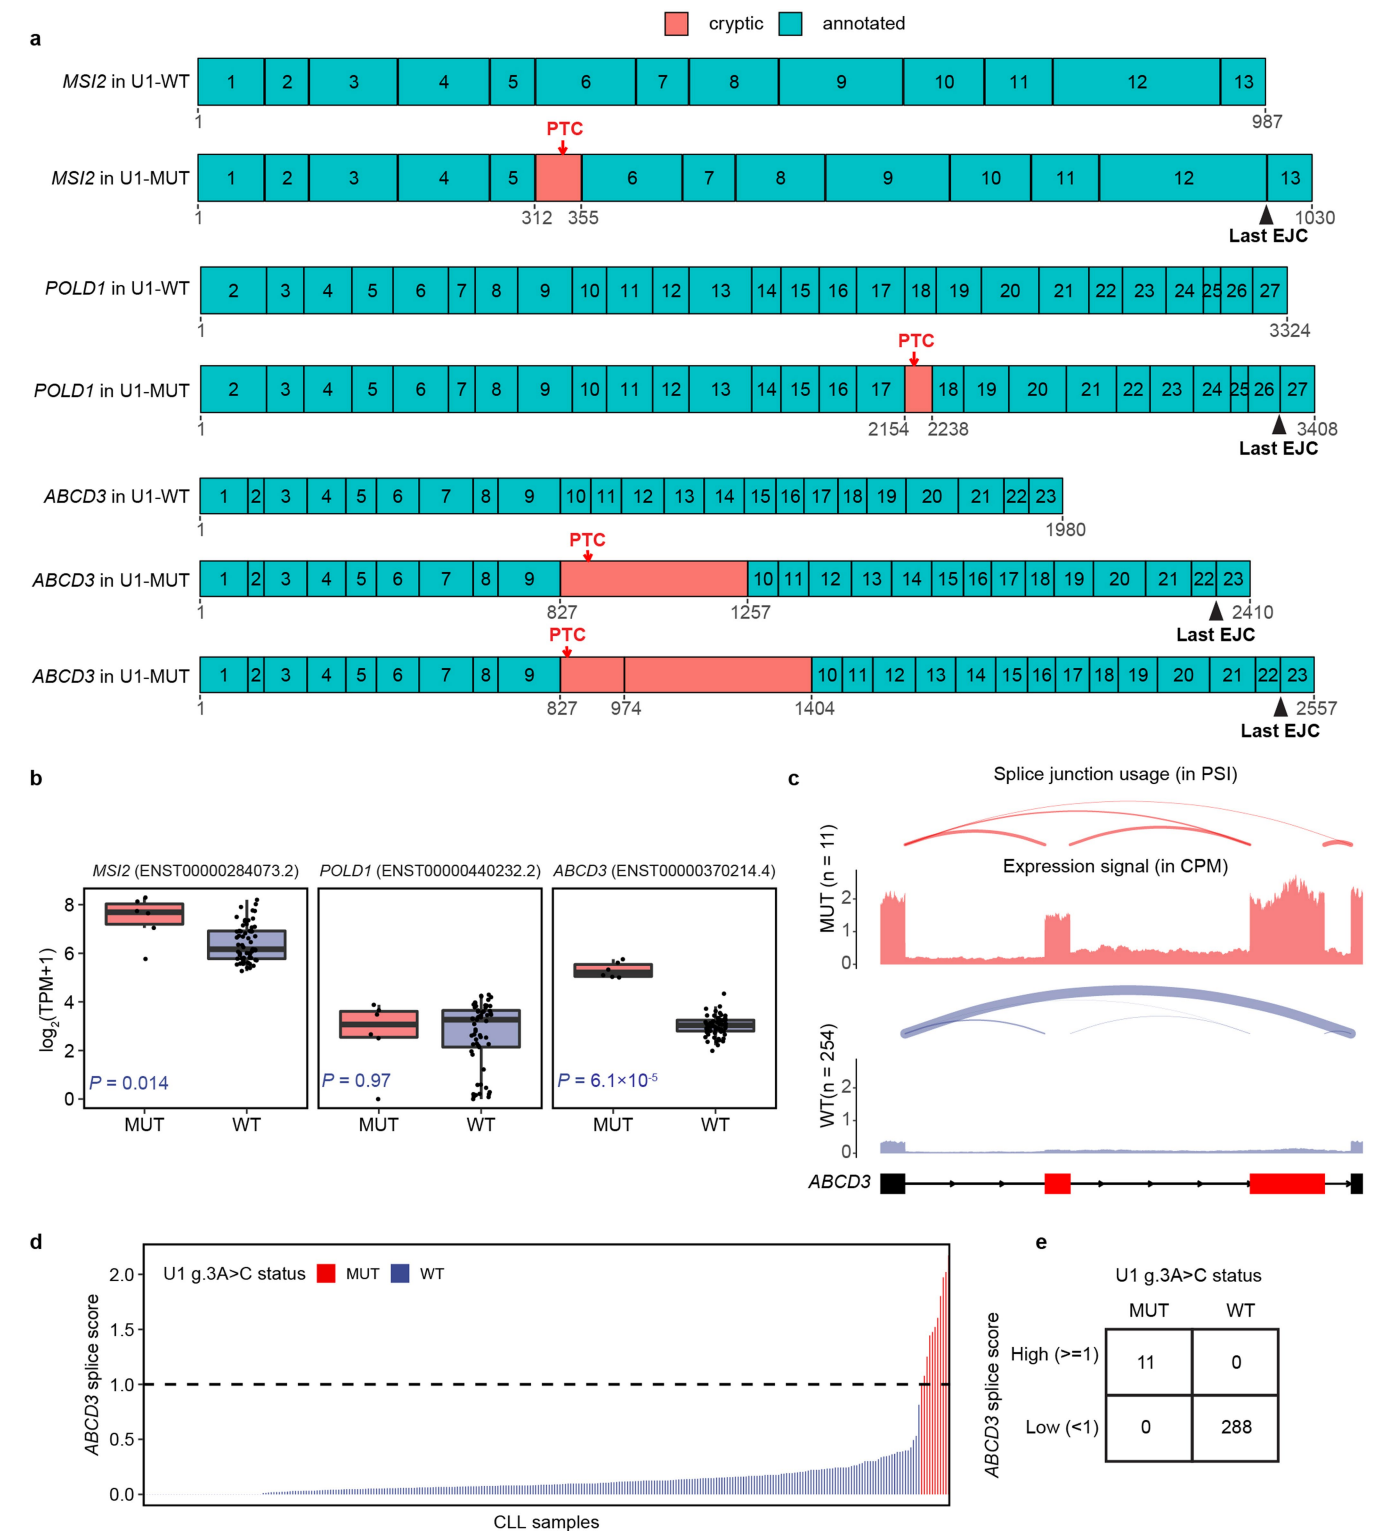 cryptic annotated
a
MSI2 in U1-WT 1 2 3 4 5 6 7 8 9 10 11 12 13
1 987
PTC
MSI2 in U1-MUT 1 2 3 4 5 6 7 8 9 10 11 12 13
1 312 355 1030
Last EJC
POLD1 in U1-WT 2 3 4 5 6 7 8 9 10 11 12 13 14 15 16 17 18 19 20 21 22 23 24 25 26 27
1 3324
PTC
POLD1 in U1-MUT 2 3 4 5 6 7 8 9 10 11 12 13 14 15 16 17 18 19 20 21 22 23 24 25 26 27
1 2154 2238 3408
Last EJC
ABCD3 in U1-WT 1 2 3 4 5 6 7 8 9 10 11 12 13 14 15 16 17 18 19 20 21 22 23
1 1980
PTC
ABCD3 in U1-MUT 1 2 3 4 5 6 7 8 9 10 11 12 13 14 15 16 17 18 19 20 21 22 23
1 827 1257 2410
Last EJC
PTC
ABCD3 in U1-MUT 1 2 3 4 5 6 7 8 9 10 11 12 13 14 15 16 17 18 19 20 21 22 23
1 827 974 1404 2557
Last EJC
b
MSI2 (ENST00000284073.2) POLD1 (ENST00000440232.2) ABCD3 (ENST00000370214.4)
log2(TPM+1)
8
6
4
2
0
P = 0.014 P = 0.97 P = 6.1×10-5
MUT WT MUT WT MUT WT
c
Splice junction usage (in PSI)
Expression signal (in CPM)
MUT (n = 11)
2
1
0
WT(n = 254)
2
1
0
ABCD3
d
U1 g.3A>C status MUT WT
ABCD3 splice score
2.0
1.5
1.0
0.5
0.0
CLL samples
e
U1 g.3A>C status
MUT WT
ABCD3 splice score
High (>=1) 11 0
Low (<1) 0 288